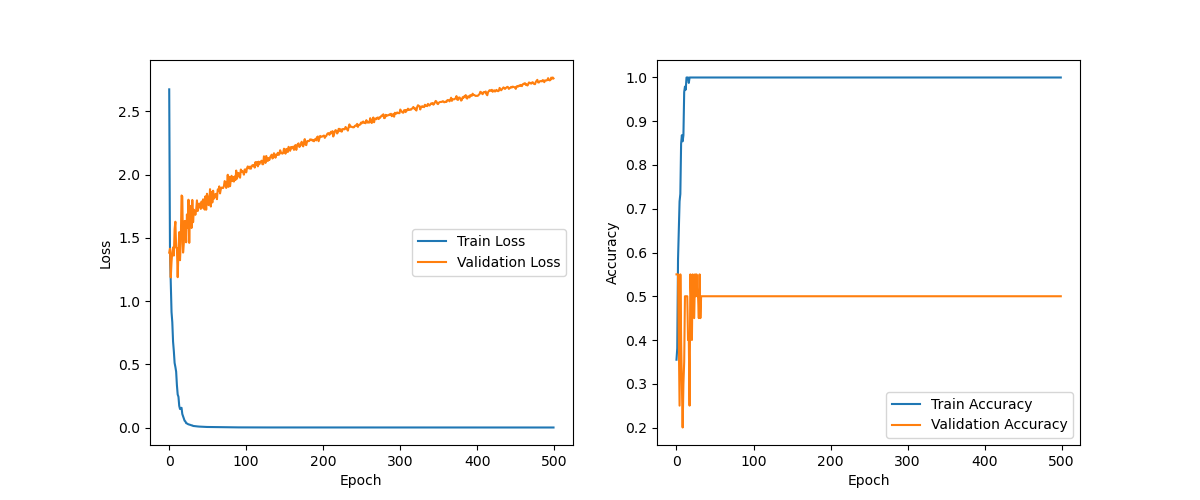 2.5
2.0
1.5
1.0
0.5
0.0
Loss
0 100 200 300 400 500
Epoch
Train Loss
Validation Loss
1.0
0.9
0.8
0.7
0.6
0.5
0.4
0.3
0.2
Accuracy
0 100 200 300 400 500
Epoch
Train Accuracy
Validation Accuracy